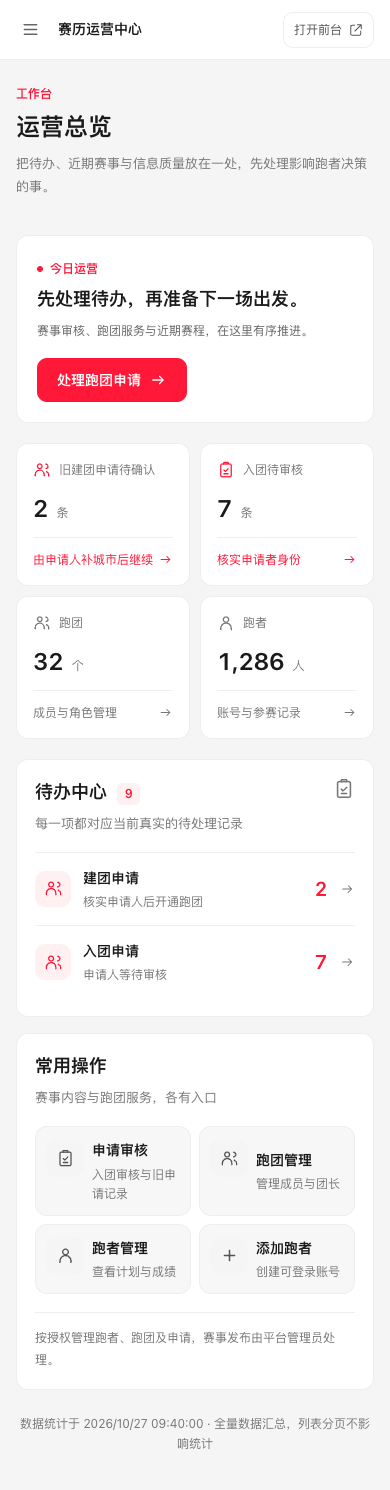 赛历运营中心
打开前台
工作台
运营总览
把待办、近期赛事与信息质量放在一处，先处理影响跑者决策
的事。
今日运营
先处理待办，再准备下一场出发。
赛事审核、跑团服务与近期赛程，在这里有序推进。
处理跑团申请 →
旧建团申请待确认
2 条
由申请人补城市后继续 →
入团待审核
7 条
核实申请者身份 →
跑团
32 个
成员与角色管理 →
跑者
1,286 人
账号与参赛记录 →
待办中心 9
每一项都对应当前真实的待处理记录
建团申请
核实申请人后开通跑团
2 →
入团申请
申请人等待审核
7 →
常用操作
赛事内容与跑团服务，各有入口
申请审核
入团审核与旧申
请记录
跑团管理
管理成员与团长
跑者管理
查看计划与成绩
添加跑者
创建可登录账号
按授权管理跑者、跑团及申请，赛事发布由平台管理员处
理。
数据统计于 2026/10/27 09:40:00 · 全量数据汇总，列表分页不影
响统计